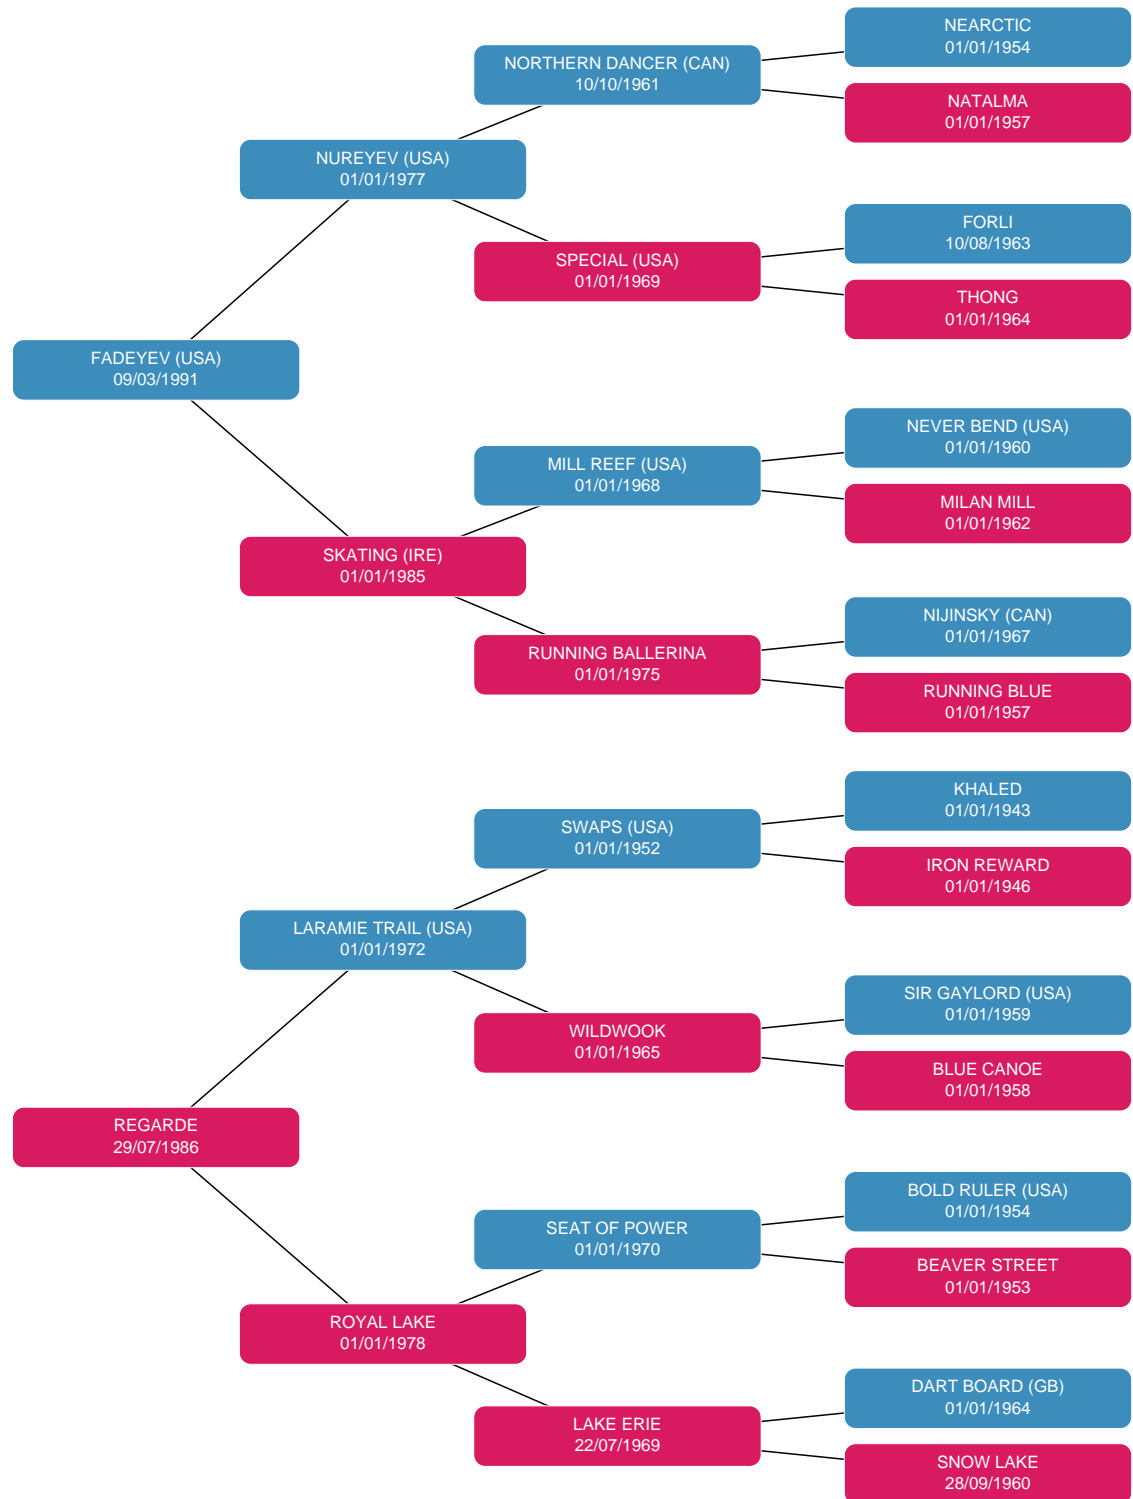 NEARCTIC
01/01/1954
NORTHERN DANCER (CAN)
10/10/1961
NATALMA
01/01/1957
NUREYEV (USA)
01/01/1977
FORLI
10/08/1963
SPECIAL (USA)
01/01/1969
THONG
01/01/1964
FADEYEV (USA)
09/03/1991
NEVER BEND (USA)
01/01/1960
MILL REEF (USA)
01/01/1968
MILAN MILL
01/01/1962
SKATING (IRE)
01/01/1985
NIJINSKY (CAN)
01/01/1967
RUNNING BALLERINA
01/01/1975
RUNNING BLUE
01/01/1957
KHALED
01/01/1943
SWAPS (USA)
01/01/1952
IRON REWARD
01/01/1946
LARAMIE TRAIL (USA)
01/01/1972
SIR GAYLORD (USA)
01/01/1959
WILDWOOK
01/01/1965
BLUE CANOE
01/01/1958
REGARDE
29/07/1986
BOLD RULER (USA)
01/01/1954
SEAT OF POWER
01/01/1970
BEAVER STREET
01/01/1953
ROYAL LAKE
01/01/1978
DART BOARD (GB)
01/01/1964
LAKE ERIE
22/07/1969
SNOW LAKE
28/09/1960